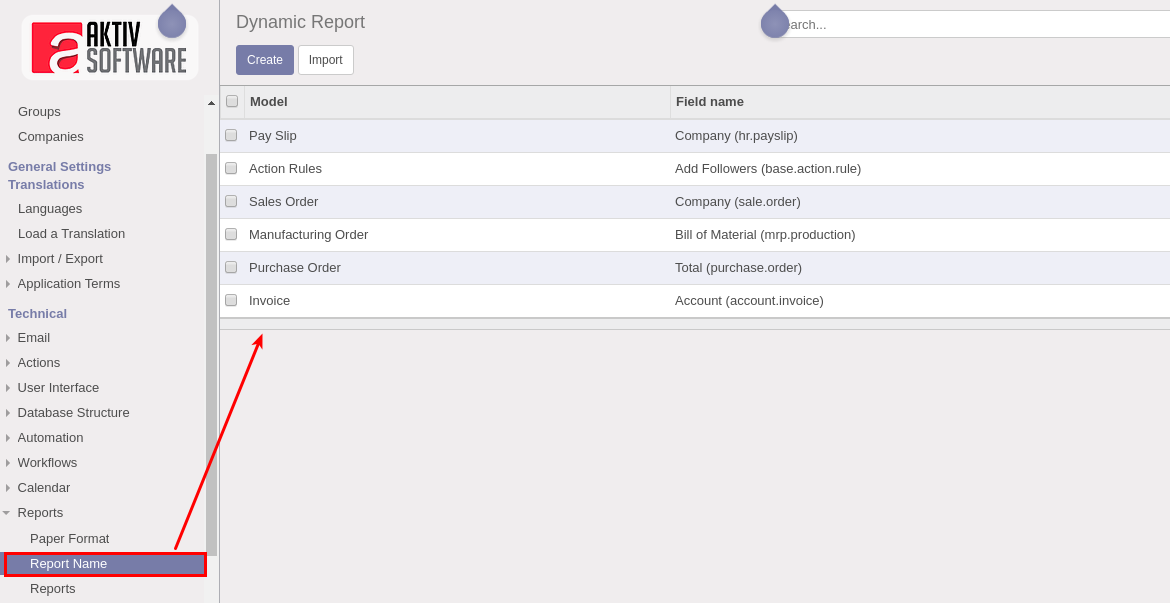 AKTIV
SOFTWARE
Groups
Companies
General Settings
Translations
Languages
Load a Translation
Import / Export
Application Terms
Technical
Email
Actions
User Interface
Database Structure
Automation
Workflows
Calendar
Reports
Paper Format
Report Name
Reports
Dynamic Report
earch...
Create Import
Model Field name
Pay Slip Company (hr.payslip)
Action Rules Add Followers (base.action.rule)
Sales Order Company (sale.order)
Manufacturing Order Bill of Material (mrp.production)
Purchase Order Total (purchase.order)
Invoice Account (account.invoice)